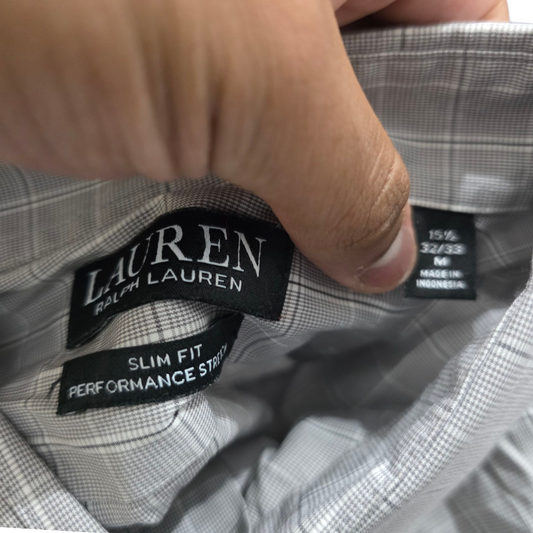 LAUREN
RALPH LAUREN
SLIM FIT
PERFORMANCE STRETCH
15½
32/33
M
MADE IN
INDONESIA